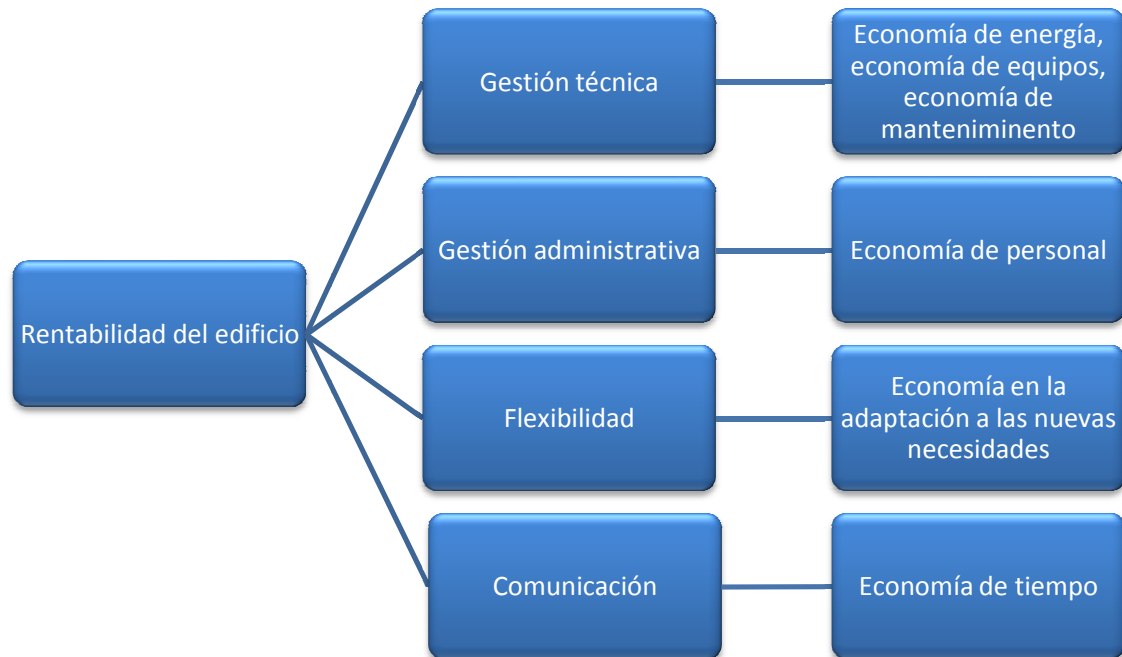 Rentabilidad del edificio
Gestión técnica
Economía de energía,
economía de equipos,
economía de
manteniminento
Gestión administrativa
Economía de personal
Flexibilidad
Economía en la
adaptación a las nuevas
necesidades
Comunicación
Economía de tiempo